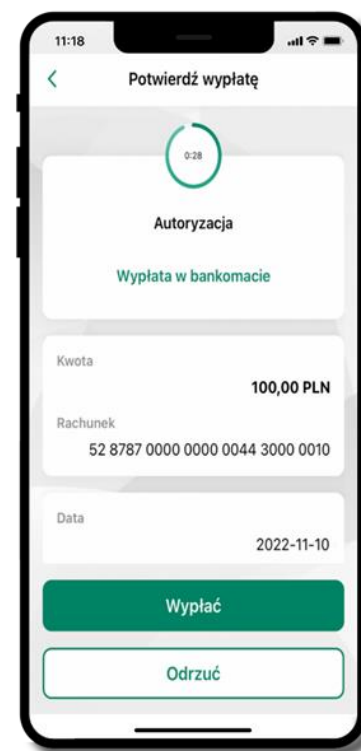 11:18
Potwierdź wypłatę
0:28
Autoryzacja
Wypłata w bankomacie
Kwota
100,00 PLN
Rachunek
52 8787 0000 0000 0044 3000 0010
Data
2022-11-10
Wypłać
Odrzuć